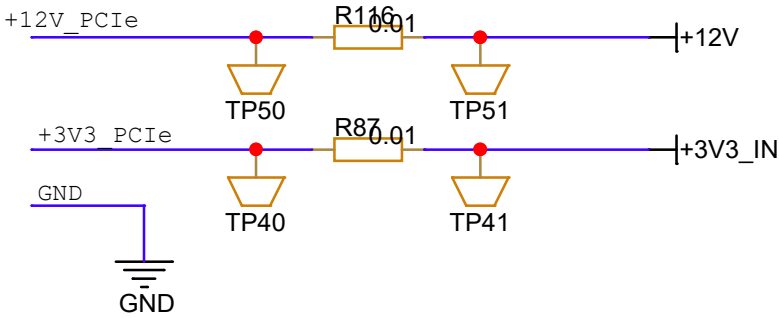 +12V_PCIe
R116
0.01
+12V
TP50
TP51
+3V3_PCIe
R87
0.01
+3V3_IN
TP40
TP41
GND
GND